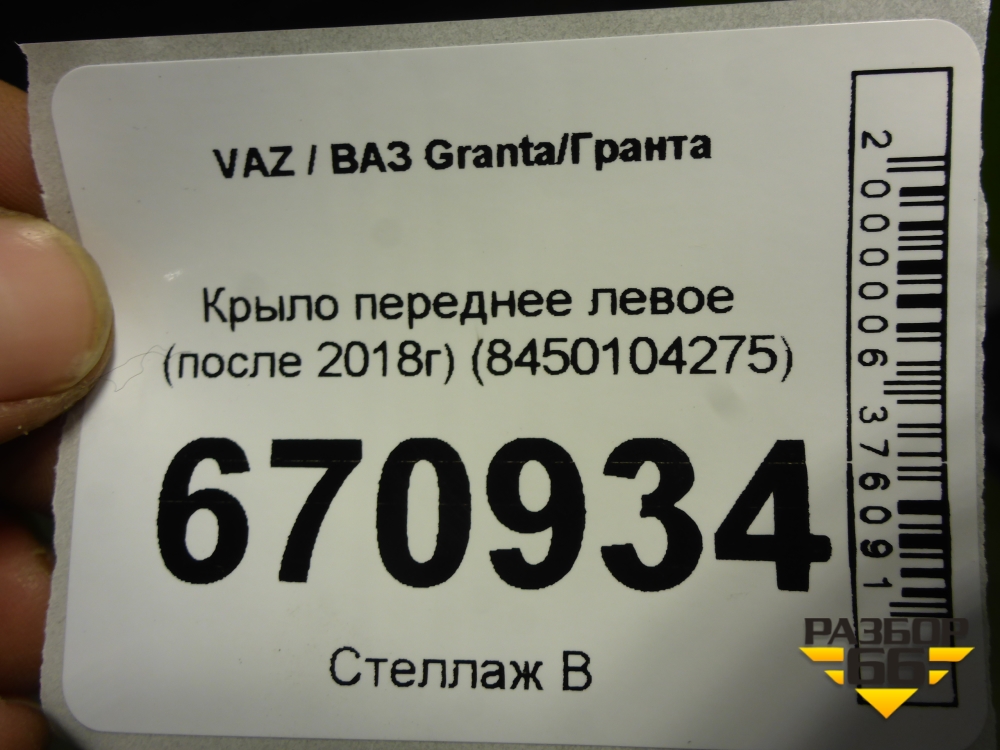 VAZ / ВАЗ Granta/Гранта
Крыло переднее левое
(после 2018г) (8450104275)
670934
Стеллаж В
2000006376091
РАЗБОР
66